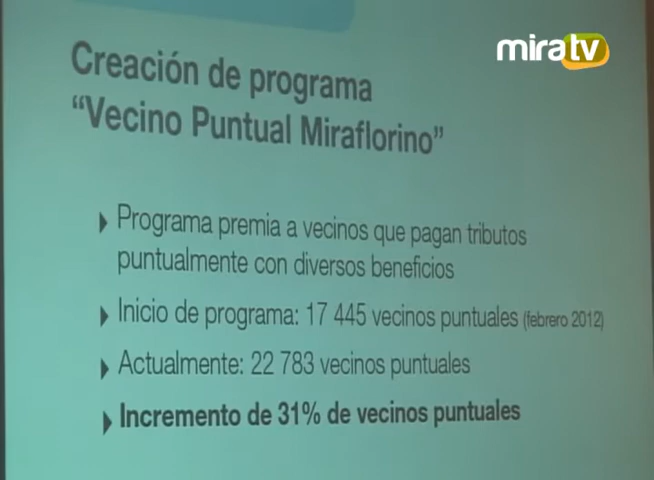 miratv
Creación de programa
“Vecino Puntual Miraflorino”
Programa premia a vecinos que pagan tributos
puntualmente con diversos beneficios
Inicio de programa: 17 445 vecinos puntuales (febrero 2012)
Actualmente: 22 783 vecinos puntuales
Incremento de 31% de vecinos puntuales